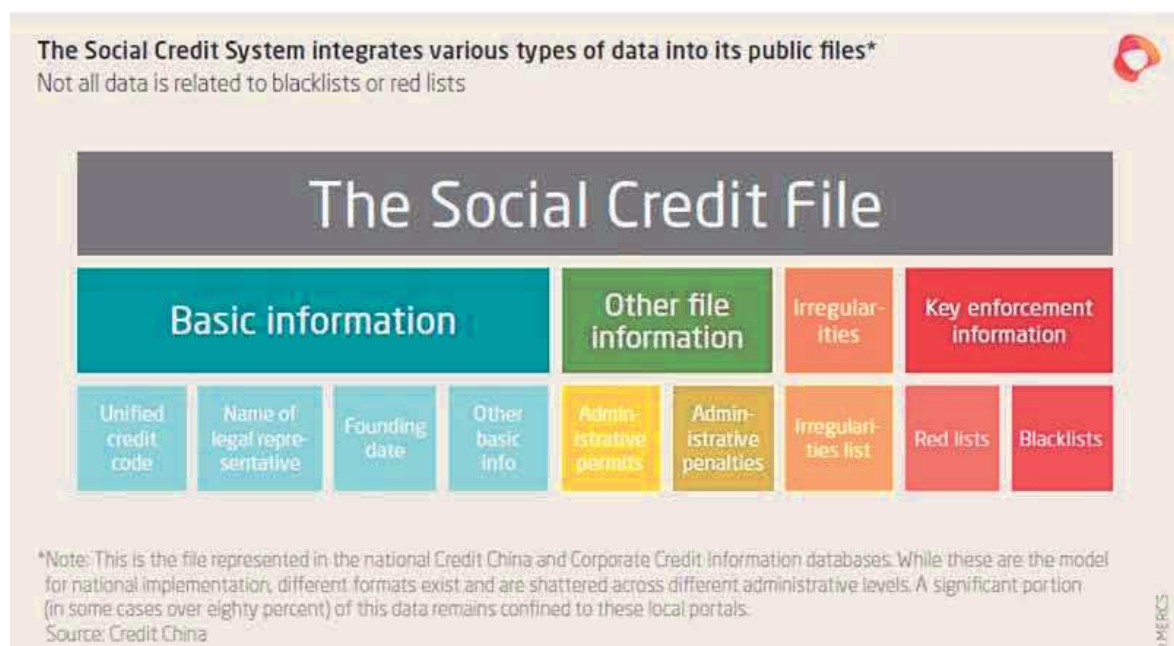 The Social Credit System integrates various types of data into its public files*
Not all data is related to blacklists or red lists
The Social Credit File
Basic information
Other file
information
Irregular-
ities
Key enforcement
information
Unified
credit
code
Name of
legal repre-
sentative
Founding
date
Other
basic
info
Admin-
istrative
permits
Admin-
istrative
penalties
Irregulari-
ties list
Red lists
Blacklists
*Note: This is the file represented in the national Credit China and Corporate Credit Information databases. While these are the model
for national implementation, different formats exist and are shattered across different administrative levels. A significant portion
(in some cases over eighty percent) of this data remains confined to these local portals.
Source: Credit China
MERICS